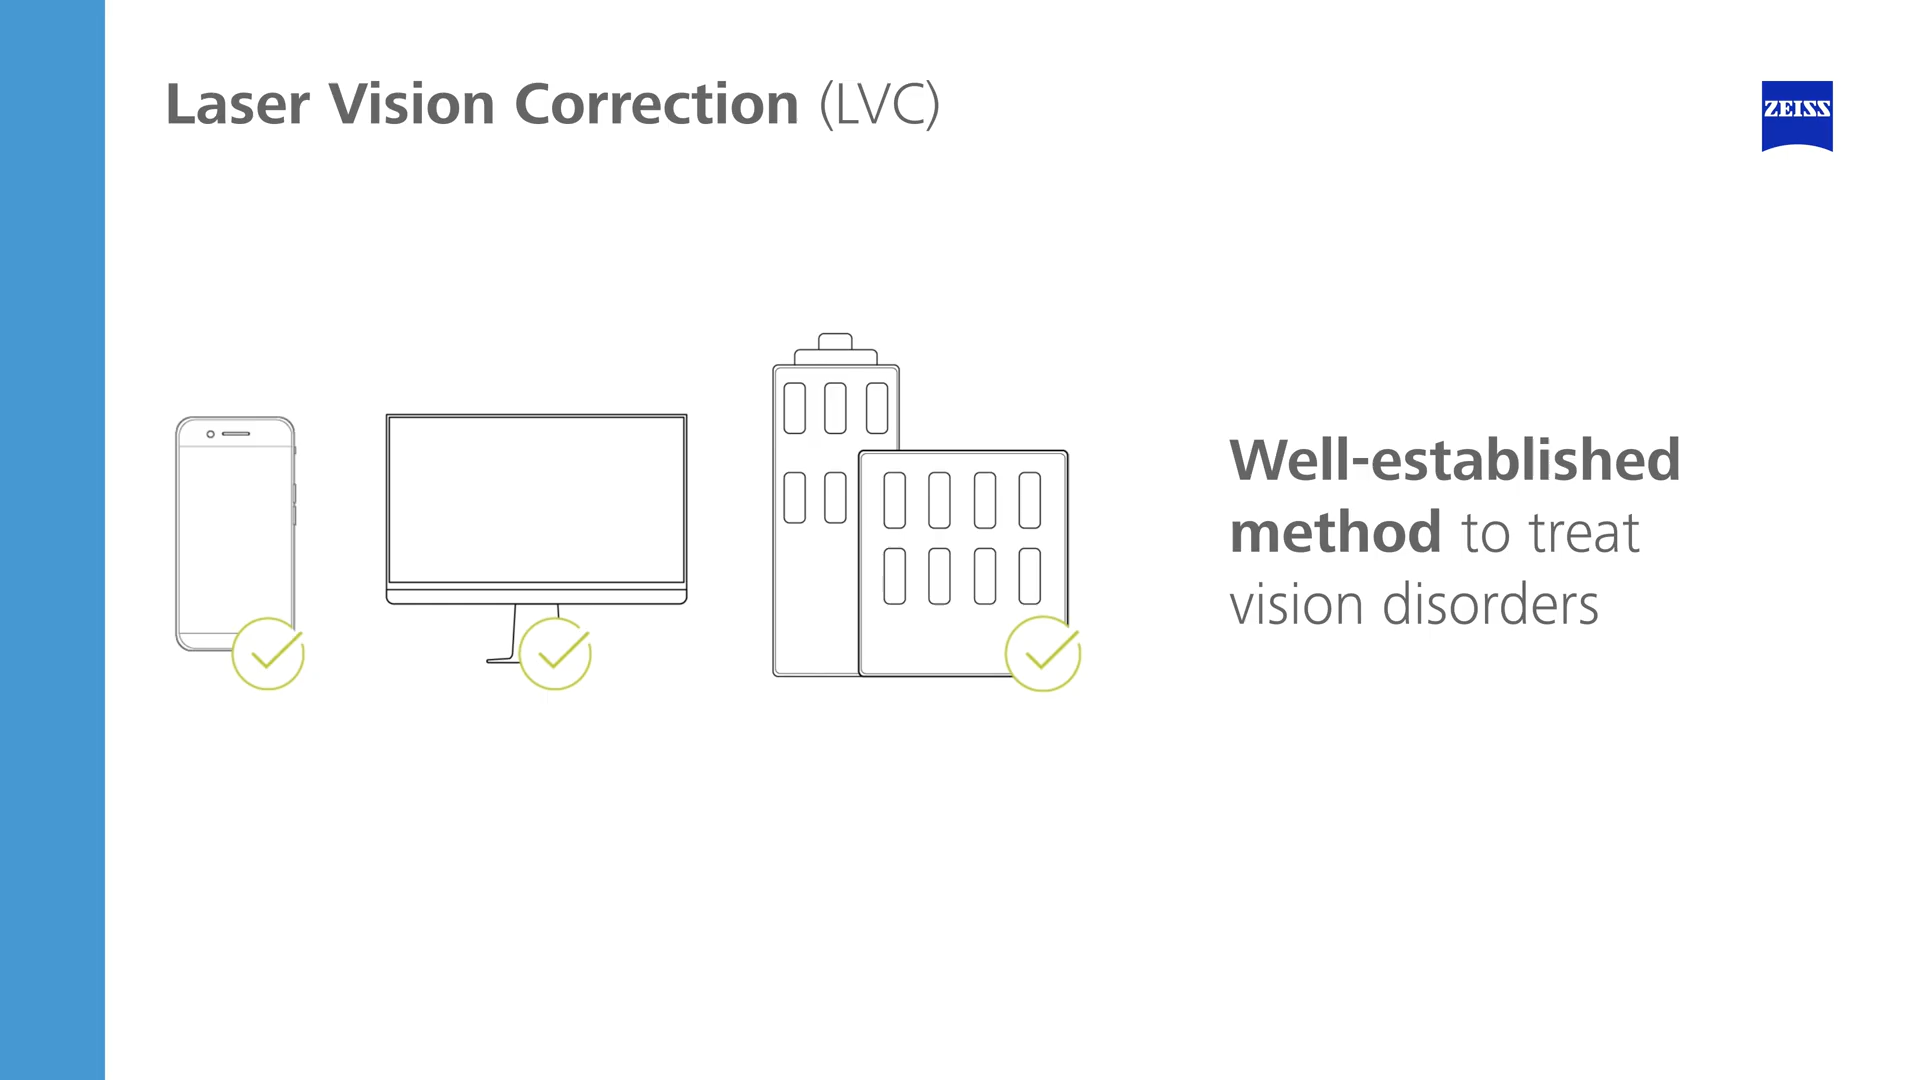 Laser Vision Correction (LVC)
ZEISS
Well-established
method to treat
vision disorders